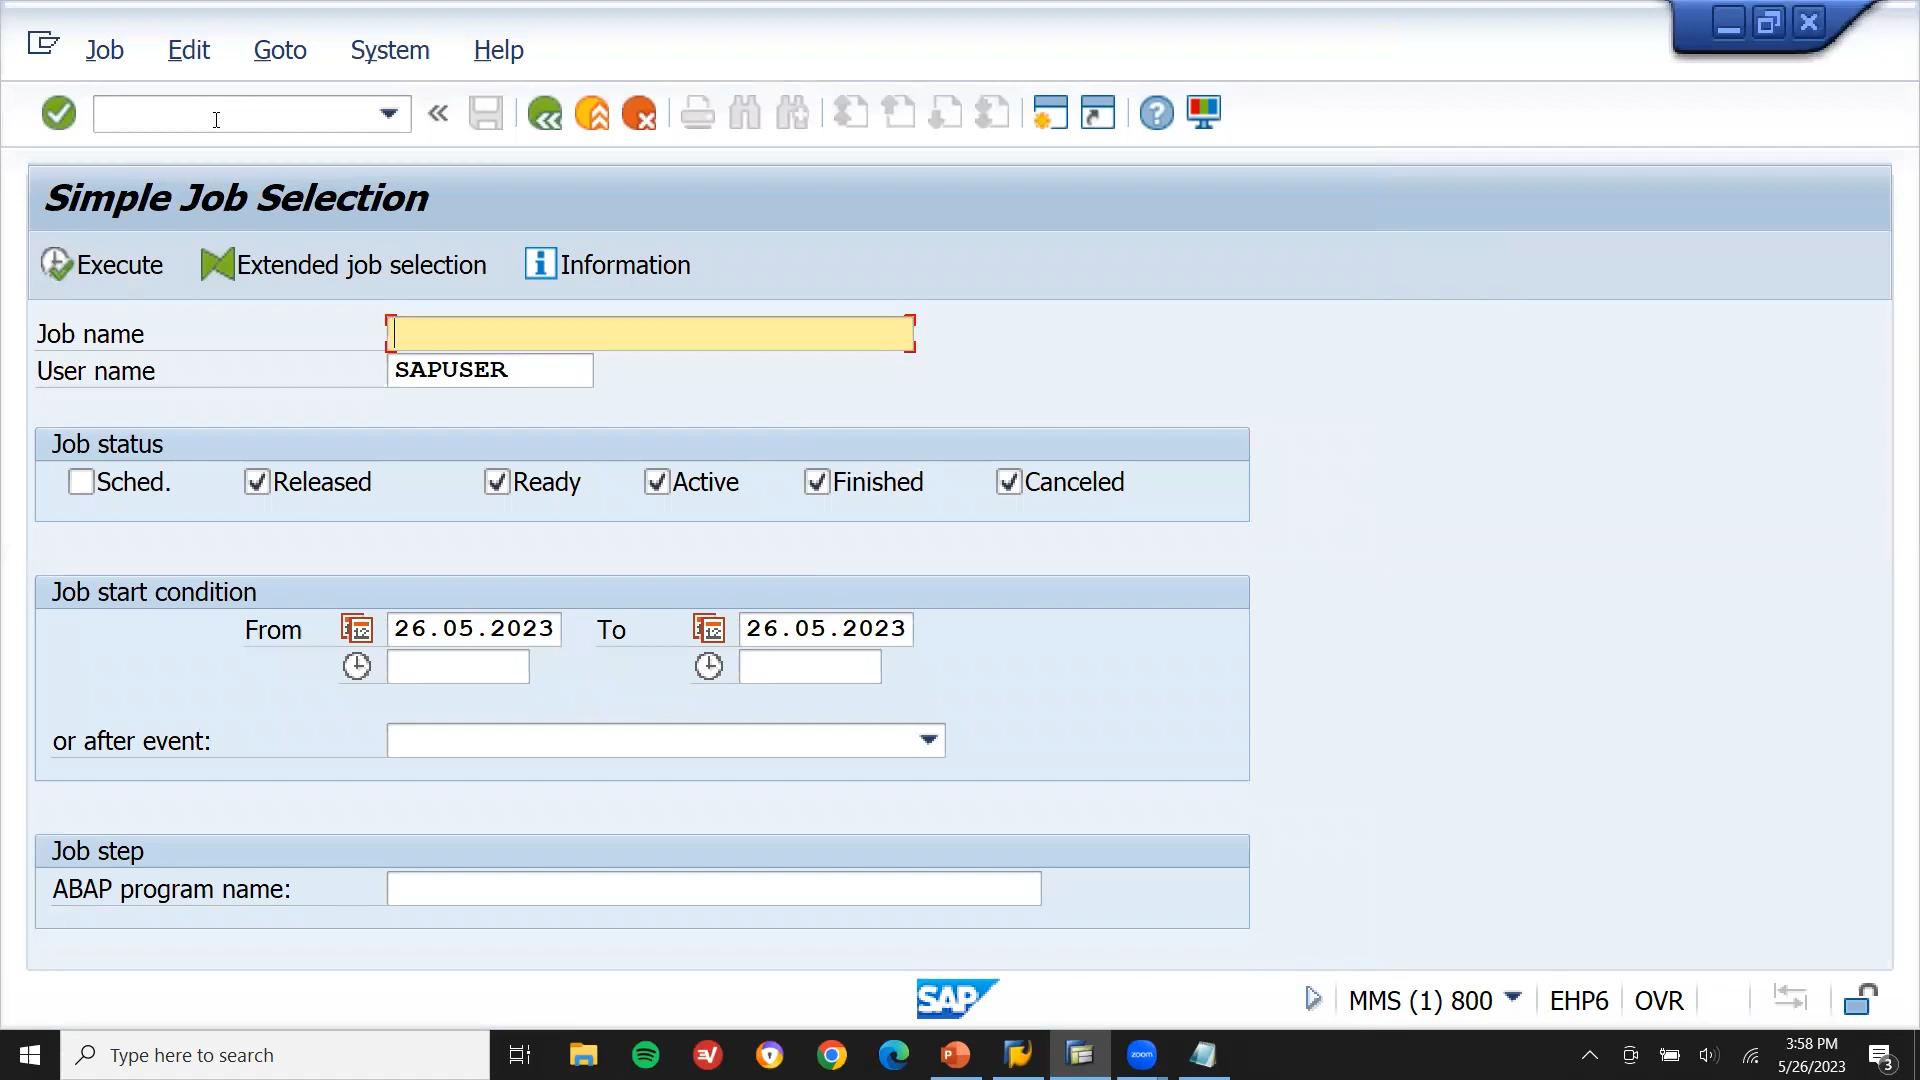 Job Edit Goto System Help
Simple Job Selection
Execute Extended job selection Information
Job name
User name SAPUSER
Job status
Sched. Released Ready Active Finished Canceled
Job start condition
From 26.05.2023 To 26.05.2023
or after event:
Job step
ABAP program name:
SAP MMS (1) 800 EHP6 OVR
Type here to search
zoom
3:58 PM
5/26/2023
3